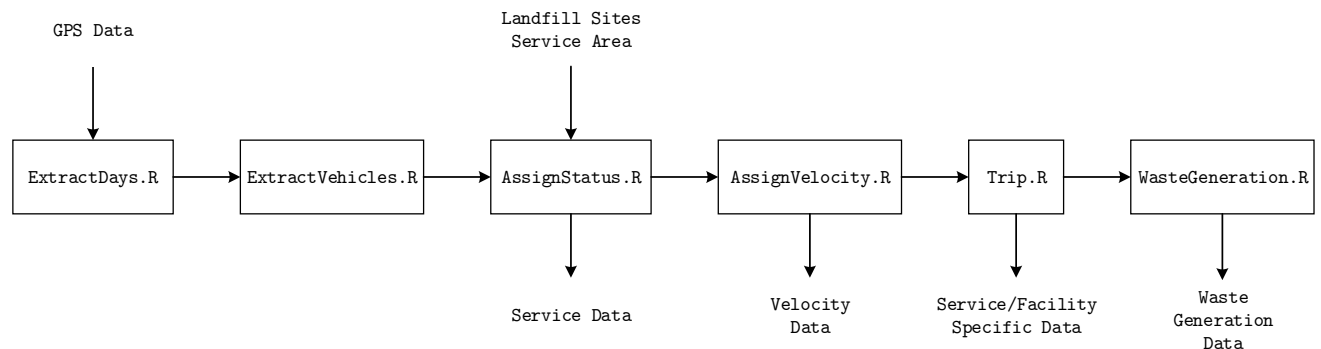 GPS Data
Landfill Sites
Service Area
ExtractDays.R
ExtractVehicles.R
AssignStatus.R
AssignVelocity.R
Trip.R
WasteGeneration.R
Service Data
Velocity
Data
Service/Facility
Specific Data
Waste
Generation
Data